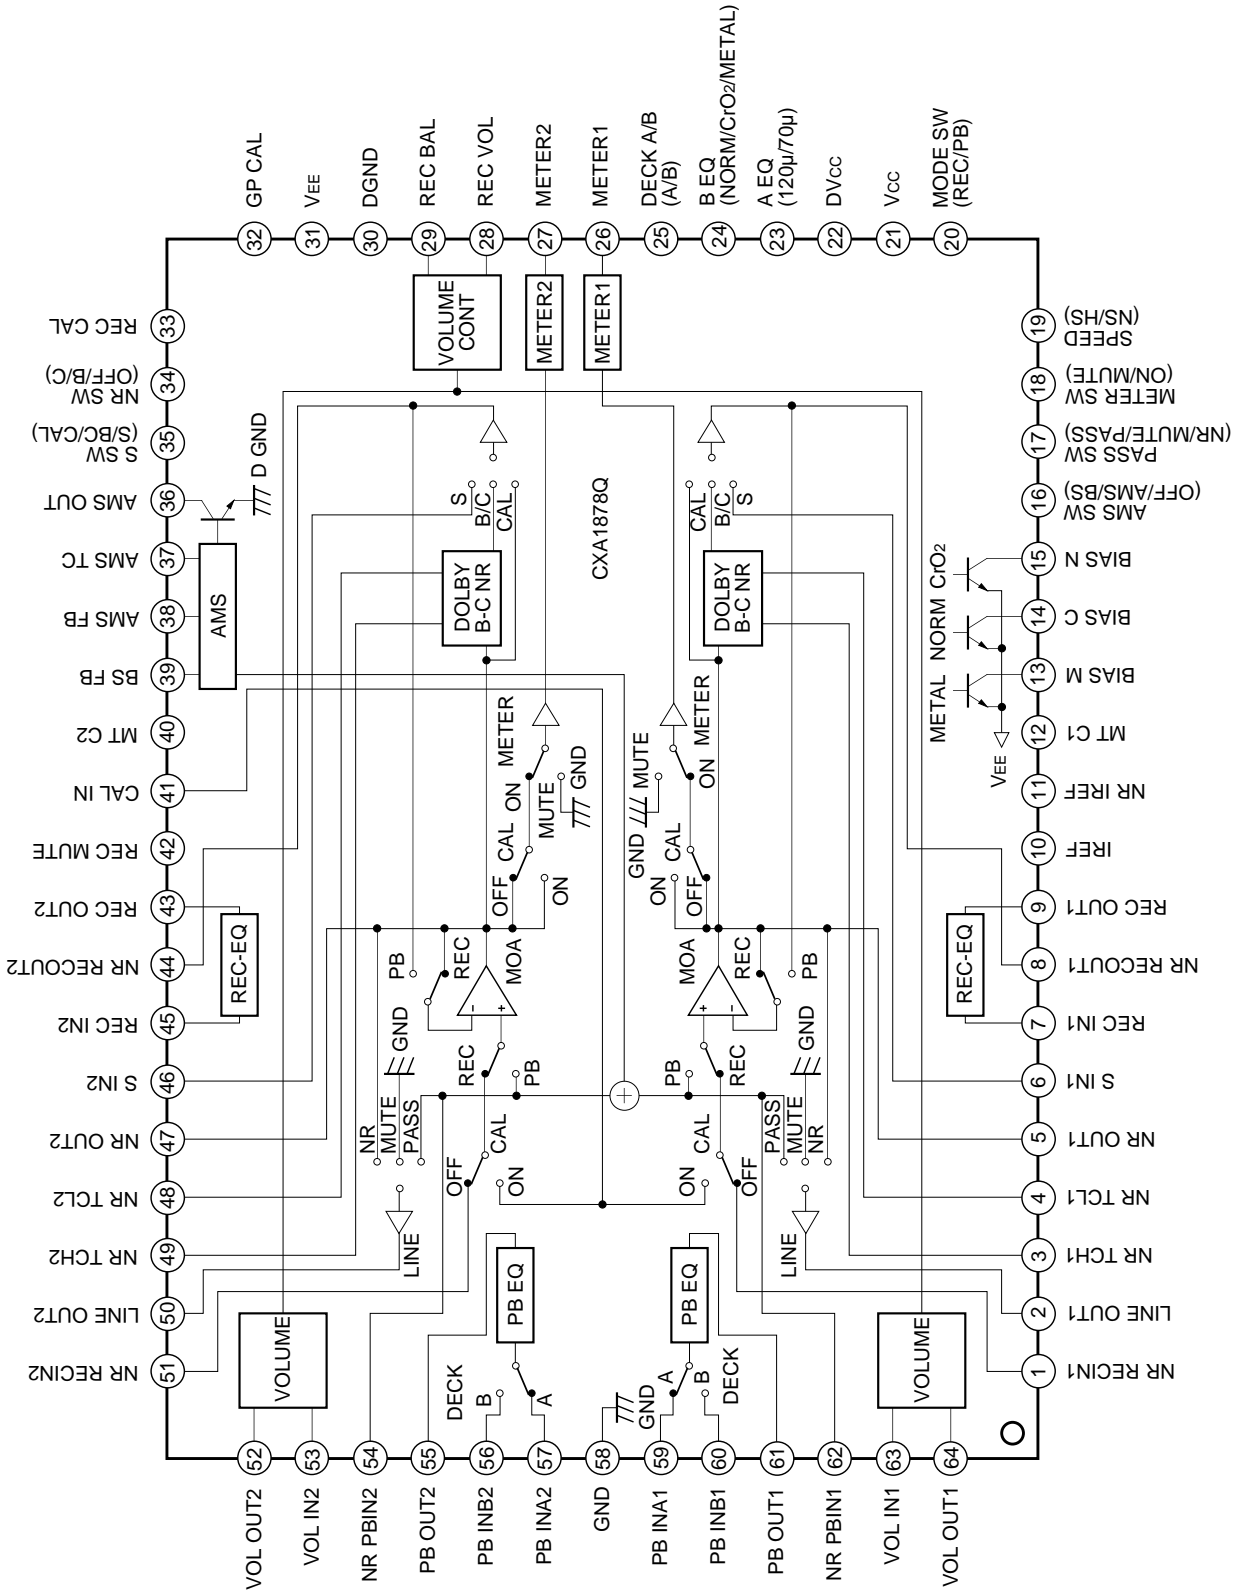 GP CAL
VEE
DGND
REC BAL
REC VOL
METER2
METER1
DECK A/B
(A/B)
B EQ
(NORM/CrO2/METAL)
A EQ
(120µ/70µ)
DVCC
VCC
MODE SW
(REC/PB)
32
31
30
29
28
27
26
25
24
23
22
21
20
REC CAL
33
NR SW
(OFF/B/C)
34
S SW
(S/BC/CAL)
35
AMS OUT
36
AMS TC
37
AMS FB
38
BS FB
39
MT C2
40
CAL IN
41
REC MUTE
42
REC OUT2
43
NR RECOUT2
44
REC IN2
45
S IN2
46
NR OUT2
47
NR TCL2
48
NR TCH2
49
LINE OUT2
50
NR RECIN2
51
19
SPEED
(NS/HS)
18
METER SW
(ON/MUTE)
17
PASS SW
(NR/MUTE/PASS)
16
AMS SW
(OFF/AMS/BS)
15
BIAS N
14
BIAS C
13
BIAS M
12
MT C1
11
NR IREF
10
IREF
9
REC OUT1
8
NR RECOUT1
7
REC IN1
6
S IN1
5
NR OUT1
4
NR TCL1
3
NR TCH1
2
LINE OUT1
1
NR RECIN1
VOLUME
CONT
METER2
METER1
D GND
AMS
S
B/C
CAL
DOLBY
B-C NR
CXA1878Q
CAL
B/C
S
DOLBY
B-C NR
METAL
NORM
CrO2
VEE
METER
ON
MUTE
GND
CAL
OFF
ON
METER
ON
MUTE
GND
CAL
OFF
ON
REC-EQ
PB
REC
MOA
–
+
GND
REC
PB
MOA
+
–
REC
PB
GND
PB
REC
REC-EQ
NR
MUTE
PASS
OFF
CAL
ON
ON
CAL
OFF
PASS
MUTE
NR
LINE
LINE
PB EQ
PB EQ
VOLUME
DECK
B
A
GND
A
B
DECK
VOLUME
52
53
54
55
56
57
58
59
60
61
62
63
64
VOL OUT2
VOL IN2
NR PBIN2
PB OUT2
PB INB2
PB INA2
GND
PB INA1
PB INB1
PB OUT1
NR PBIN1
VOL IN1
VOL OUT1